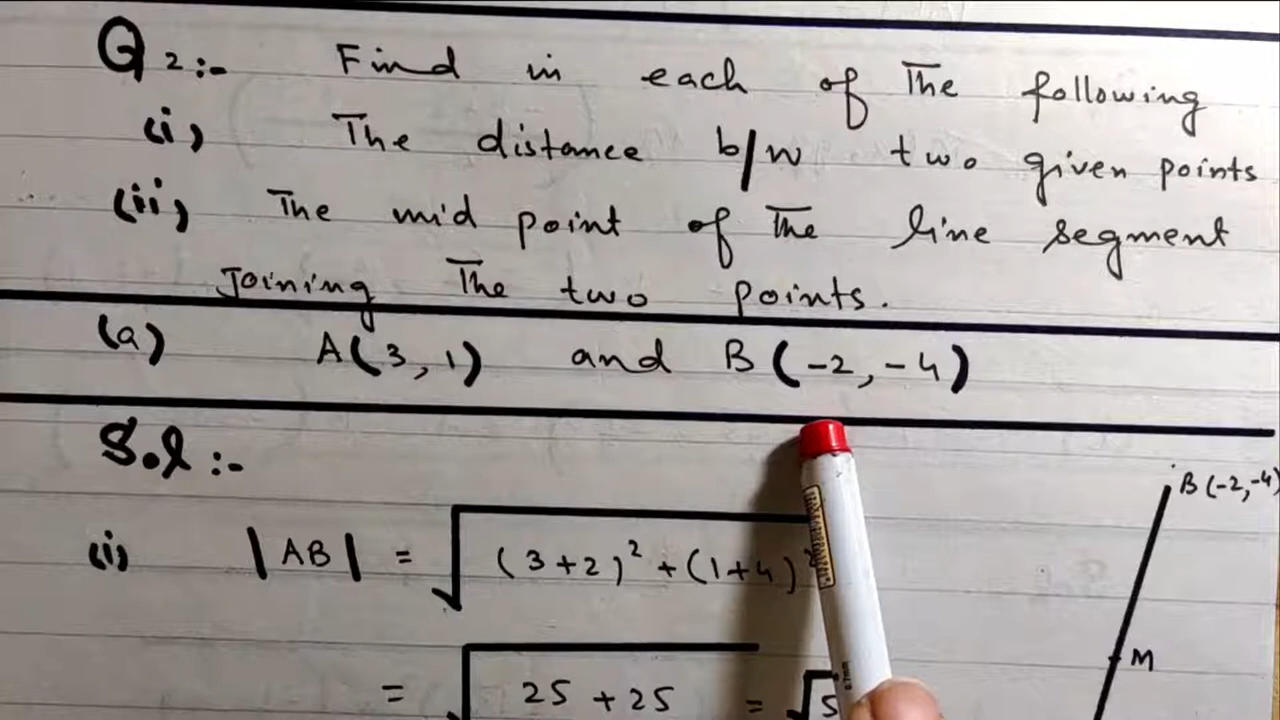 Q2:- Find in each of The following
(i) The distance b/w two given points
(ii) The mid point of The line segment
Joining The two points.
(a) A(3, 1) and B(-2, -4)
Sol :-
B(-2,-4)
(i) |AB| = √(3+2)² + (1+4)²
M
= √25 + 25 = √5